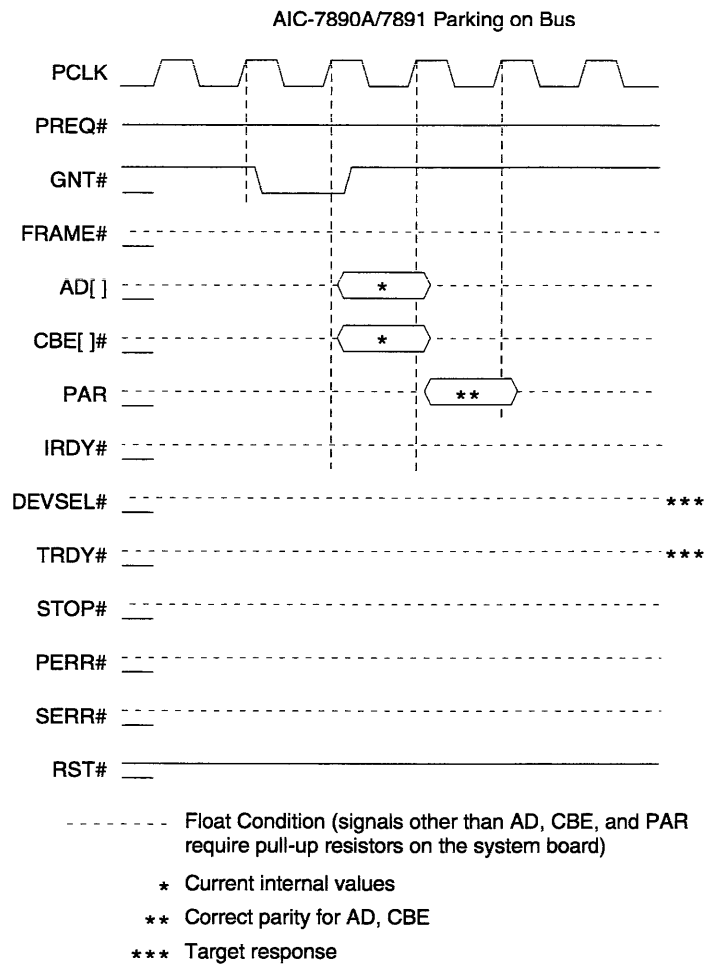 AIC-7890A/7891 Parking on Bus
PCLK
PREQ#
GNT#
FRAME#
AD[ ]
*
CBE[ ]#
*
PAR
**
IRDY#
DEVSEL#
***
TRDY#
***
STOP#
PERR#
SERR#
RST#
Float Condition (signals other than AD, CBE, and PAR
require pull-up resistors on the system board)
* Current internal values
** Correct parity for AD, CBE
*** Target response